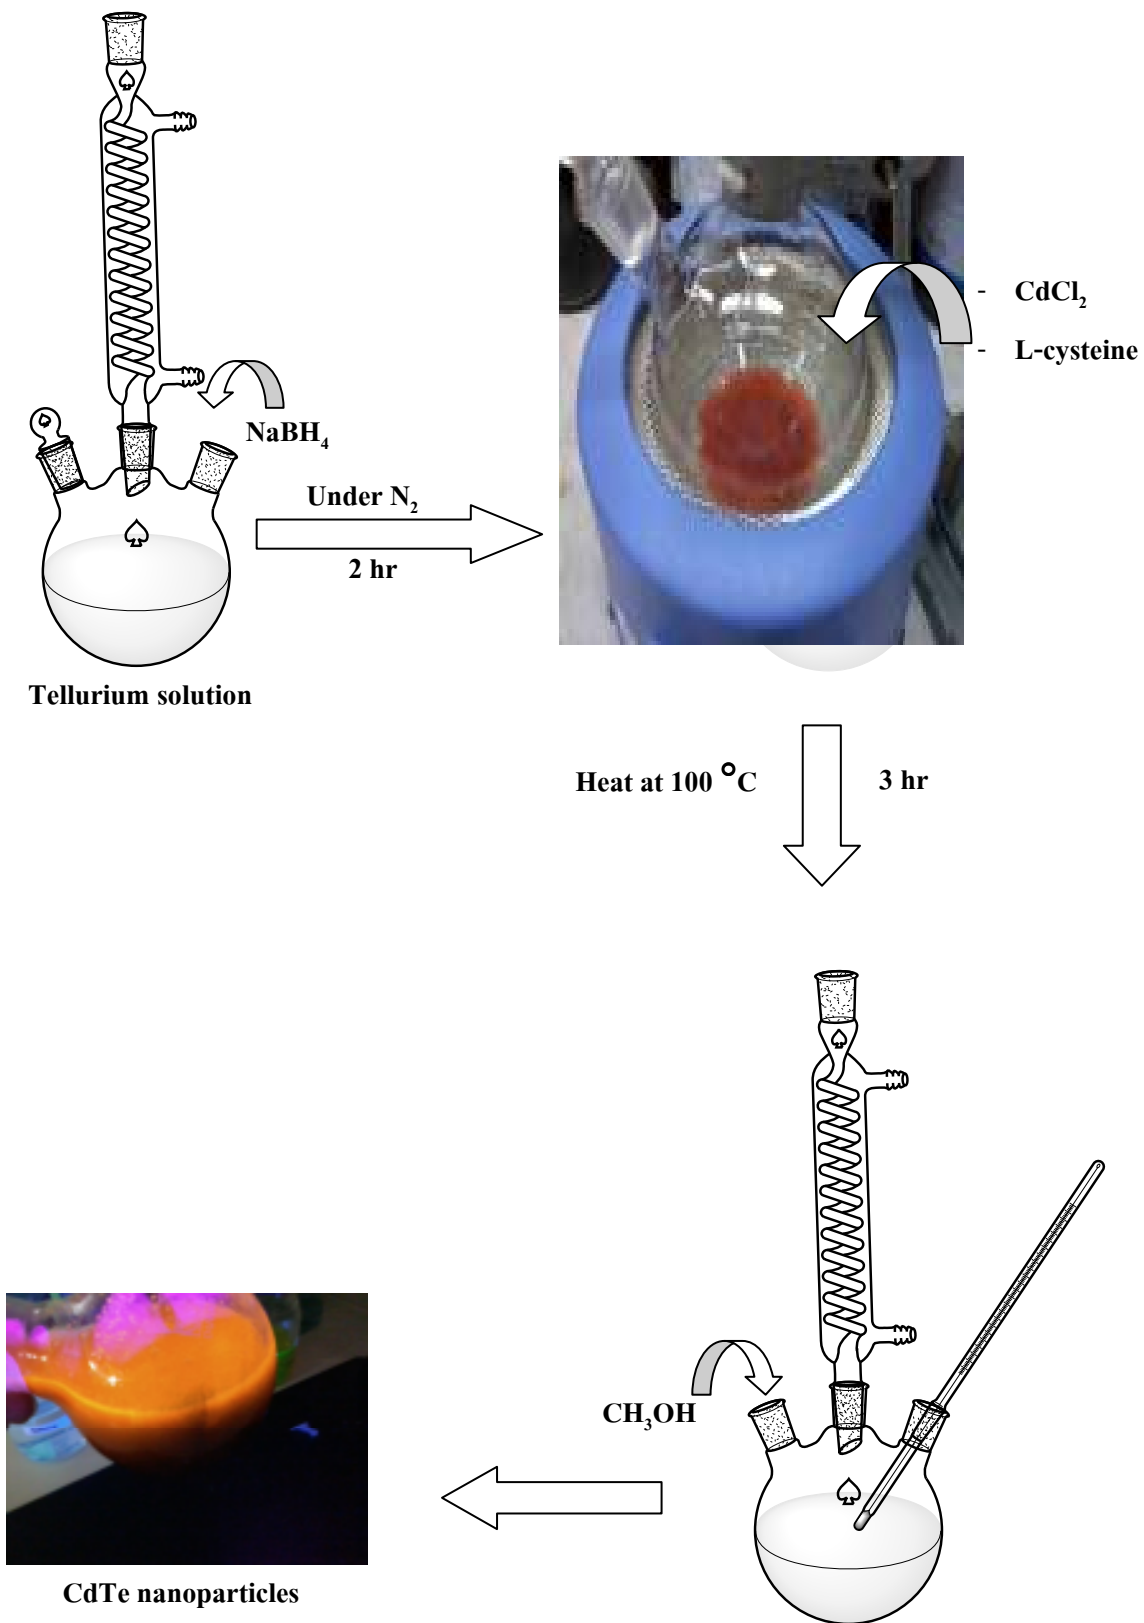 NaBH₄
Under N₂
2 hr
Tellurium solution
- CdCl₂
- L-cysteine
Heat at 100 °C
3 hr
CH₃OH
CdTe nanoparticles